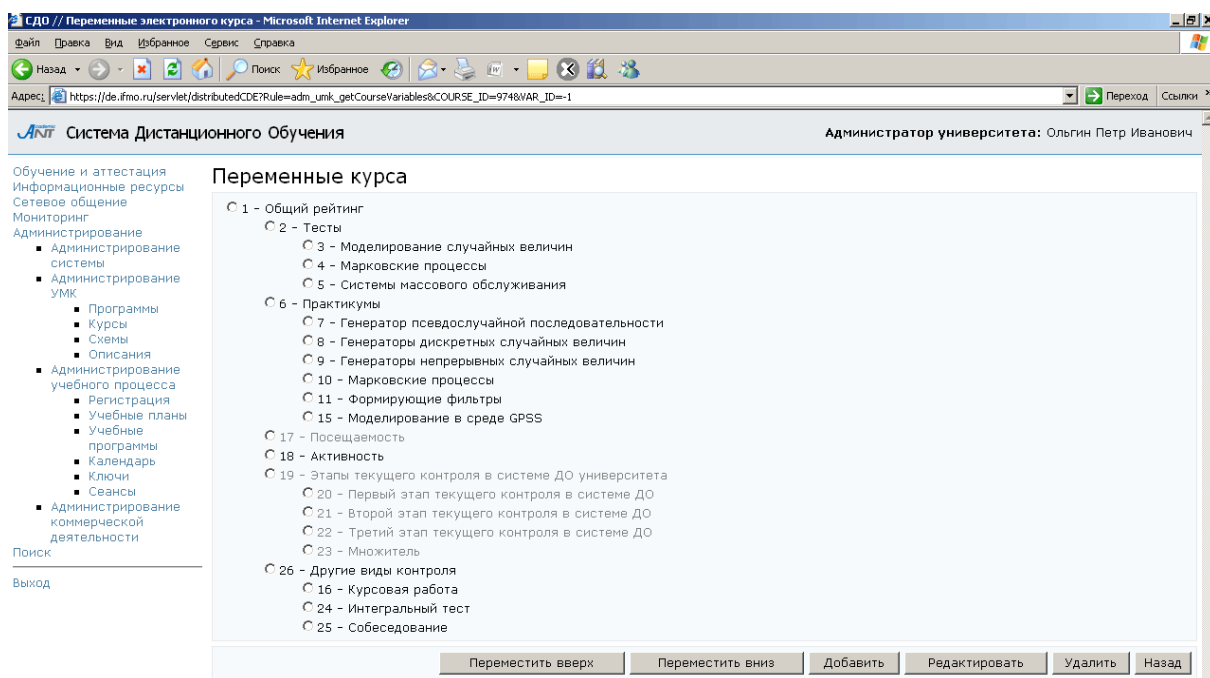 СДО // Переменные электронного курса - Microsoft Internet Explorer
Файл Правка Вид Избранное Сервис Справка
Назад Поиск Избранное
Адрес: https://de.ifmo.ru/servlet/distributedCDE?Rule=adm_umk_getCourseVariables&COURSE_ID=974&VAR_ID=-1 Переход Ссылки »
Academic ANT Система Дистанционного Обучения Администратор университета: Ольгин Петр Иванович
Обучение и аттестация
Информационные ресурсы
Сетевое общение
Мониторинг
Администрирование
Администрирование
системы
Администрирование
УМК
Программы
Курсы
Схемы
Описания
Администрирование
учебного процесса
Регистрация
Учебные планы
Учебные
программы
Календарь
Ключи
Сеансы
Администрирование
коммерческой
деятельности
Поиск
Выход
Переменные курса
1 - Общий рейтинг
2 - Тесты
3 - Моделирование случайных величин
4 - Марковские процессы
5 - Системы массового обслуживания
6 - Практикумы
7 - Генератор псевдослучайной последовательности
8 - Генераторы дискретных случайных величин
9 - Генераторы непрерывных случайных величин
10 - Марковские процессы
11 - Формирующие фильтры
15 - Моделирование в среде GPSS
17 - Посещаемость
18 - Активность
19 - Этапы текущего контроля в системе ДО университета
20 - Первый этап текущего контроля в системе ДО
21 - Второй этап текущего контроля в системе ДО
22 - Третий этап текущего контроля в системе ДО
23 - Множитель
26 - Другие виды контроля
16 - Курсовая работа
24 - Интегральный тест
25 - Собеседование
Переместить вверх Переместить вниз Добавить Редактировать Удалить Назад